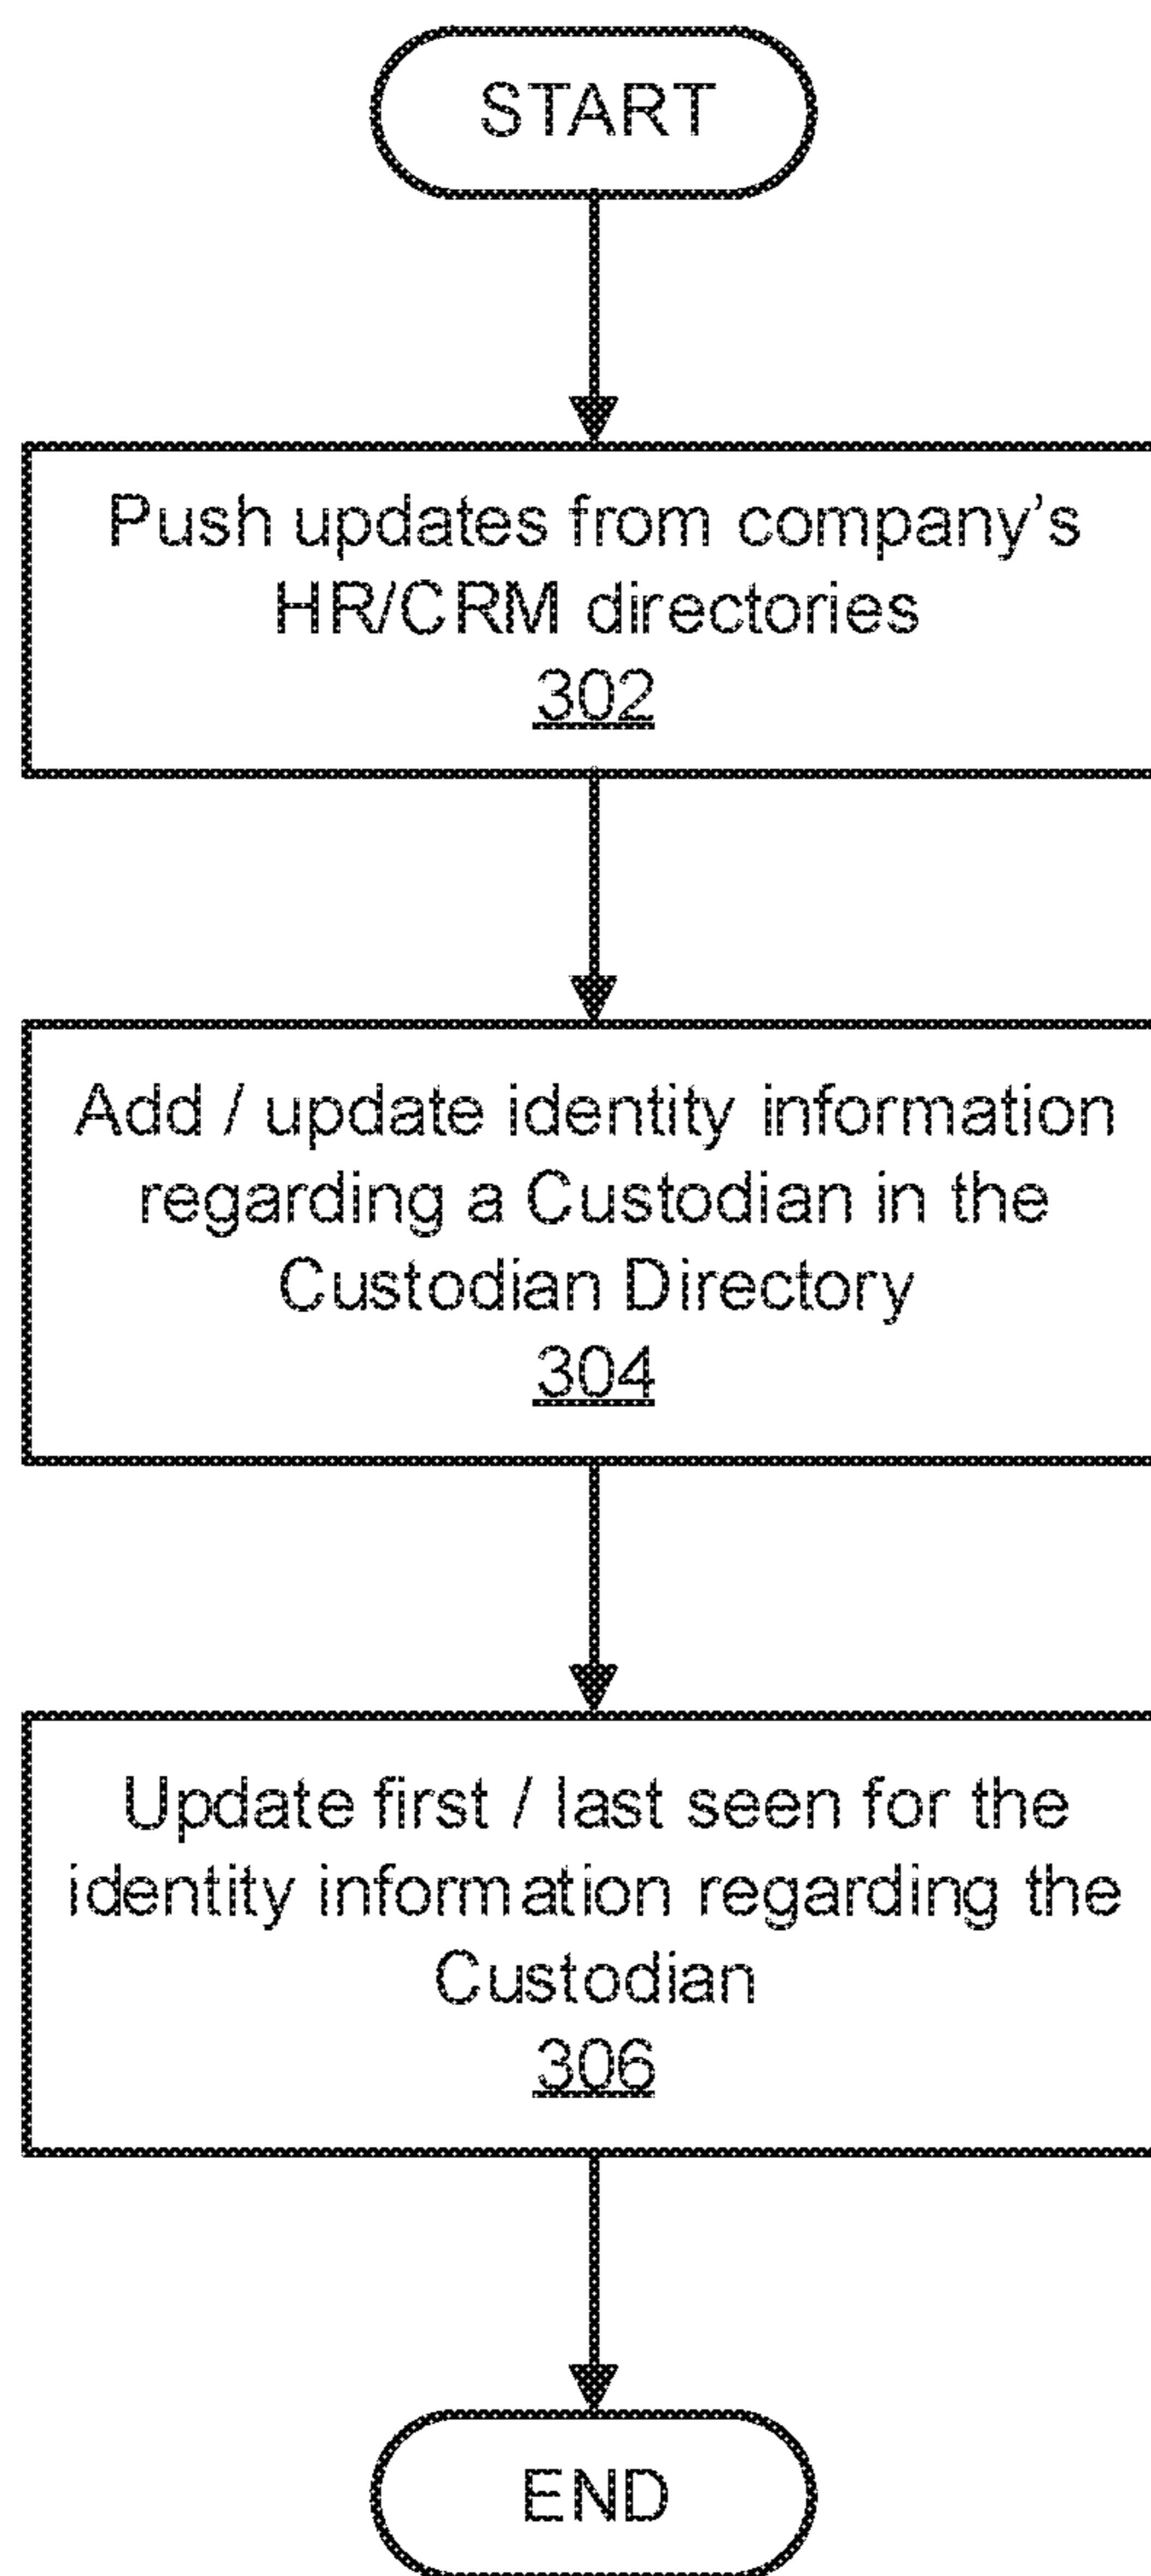 START
Push updates from company's
HR/CRM directories
302
Add / update identity information
regarding a Custodian in the
Custodian Directory
304
Update first / last seen for the
identity information regarding the
Custodian
306
END